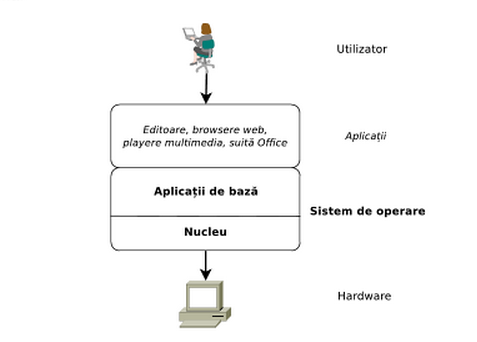 Utilizator
Editoare, browsere web,
playere multimedia, suită Office
Aplicații
Aplicații de bază
Sistem de operare
Nucleu
Hardware